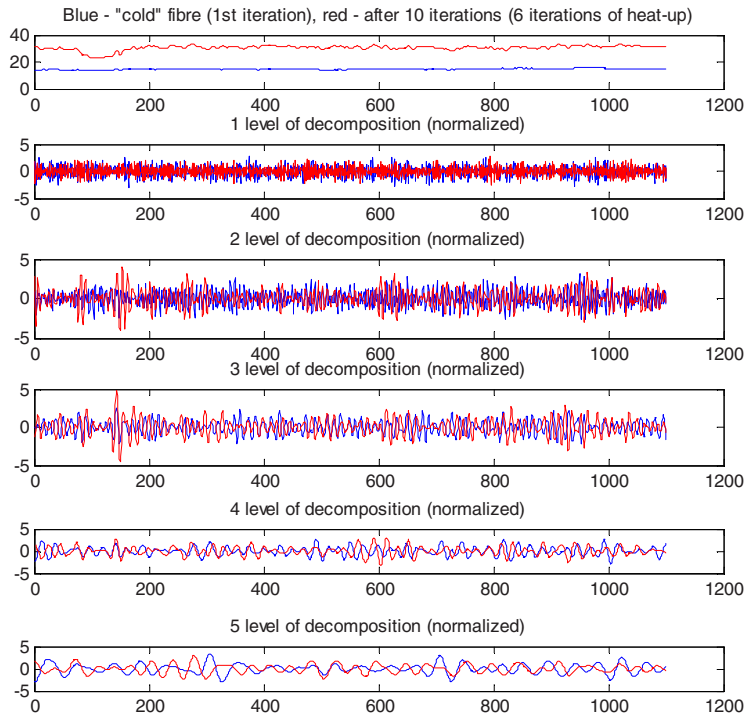 Blue - "cold" fibre (1st iteration), red - after 10 iterations (6 iterations of heat-up)
40
20
0
0 200 400 600 800 1000 1200
1 level of decomposition (normalized)
5
0
-5
0 200 400 600 800 1000 1200
2 level of decomposition (normalized)
5
0
-5
0 200 400 600 800 1000 1200
3 level of decomposition (normalized)
5
0
-5
0 200 400 600 800 1000 1200
4 level of decomposition (normalized)
5
0
-5
0 200 400 600 800 1000 1200
5 level of decomposition (normalized)
5
0
-5
0 200 400 600 800 1000 1200